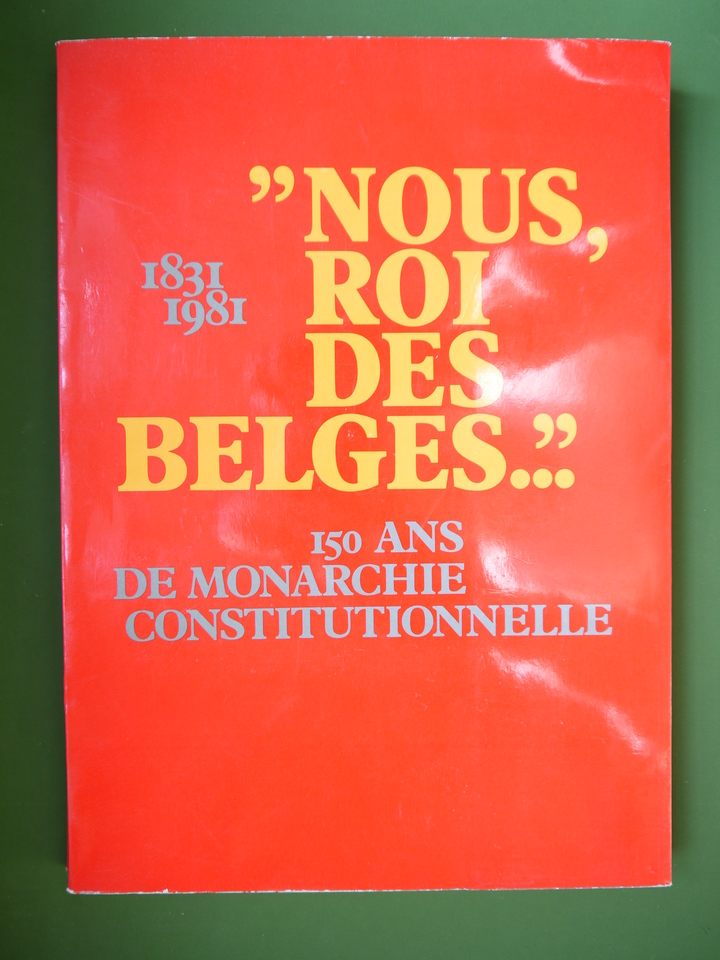 ”NOUS,
ROI
DES
BELGES...”
1831
1981
150 ANS
DE MONARCHIE
CONSTITUTIONNELLE